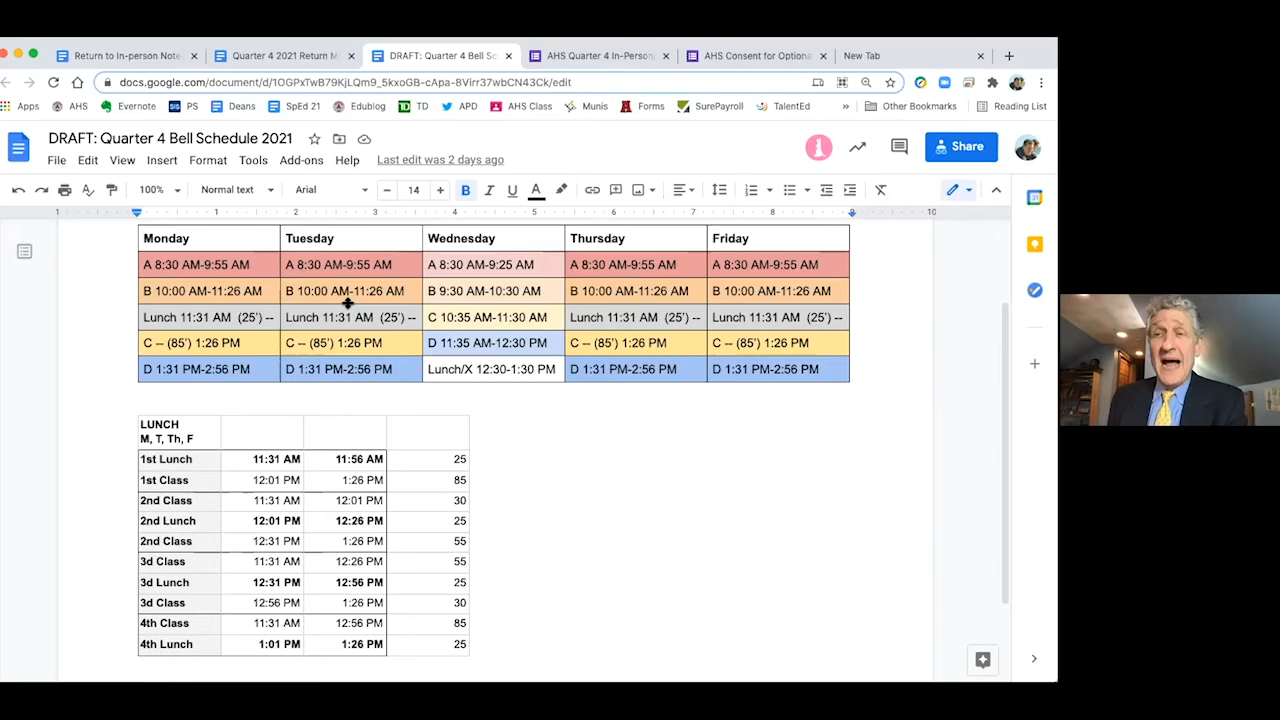 Return to In-person Note
Quarter 4 2021 Return M
DRAFT: Quarter 4 Bell Sc
AHS Quarter 4 In-Person
AHS Consent for Optiona
New Tab
docs.google.com/document/d/1OGPxTwB79KjLQm9_5kxoGB-cApa-8Virr37wbCN43Ck/edit
Apps AHS Evernote PS Deans SpEd 21 Edublog TD APD AHS Class Munis Forms SurePayroll TalentEd » Other Bookmarks Reading List
DRAFT: Quarter 4 Bell Schedule 2021
Share
File Edit View Insert Format Tools Add-ons Help Last edit was 2 days ago
100% Normal text Arial 14 B I U A
1 1 2 3 4 5 6 7 8 9 10
Monday Tuesday Wednesday Thursday Friday
A 8:30 AM-9:55 AM A 8:30 AM-9:55 AM A 8:30 AM-9:25 AM A 8:30 AM-9:55 AM A 8:30 AM-9:55 AM
B 10:00 AM-11:26 AM B 10:00 AM-11:26 AM B 9:30 AM-10:30 AM B 10:00 AM-11:26 AM B 10:00 AM-11:26 AM
Lunch 11:31 AM (25') -- Lunch 11:31 AM (25') -- C 10:35 AM-11:30 AM Lunch 11:31 AM (25') -- Lunch 11:31 AM (25') --
C -- (85') 1:26 PM C -- (85') 1:26 PM D 11:35 AM-12:30 PM C -- (85') 1:26 PM C -- (85') 1:26 PM
D 1:31 PM-2:56 PM D 1:31 PM-2:56 PM Lunch/X 12:30-1:30 PM D 1:31 PM-2:56 PM D 1:31 PM-2:56 PM
LUNCH
M, T, Th, F
1st Lunch 11:31 AM 11:56 AM 25
1st Class 12:01 PM 1:26 PM 85
2nd Class 11:31 AM 12:01 PM 30
2nd Lunch 12:01 PM 12:26 PM 25
2nd Class 12:31 PM 1:26 PM 55
3d Class 11:31 AM 12:26 PM 55
3d Lunch 12:31 PM 12:56 PM 25
3d Class 12:56 PM 1:26 PM 30
4th Class 11:31 AM 12:56 PM 85
4th Lunch 1:01 PM 1:26 PM 25